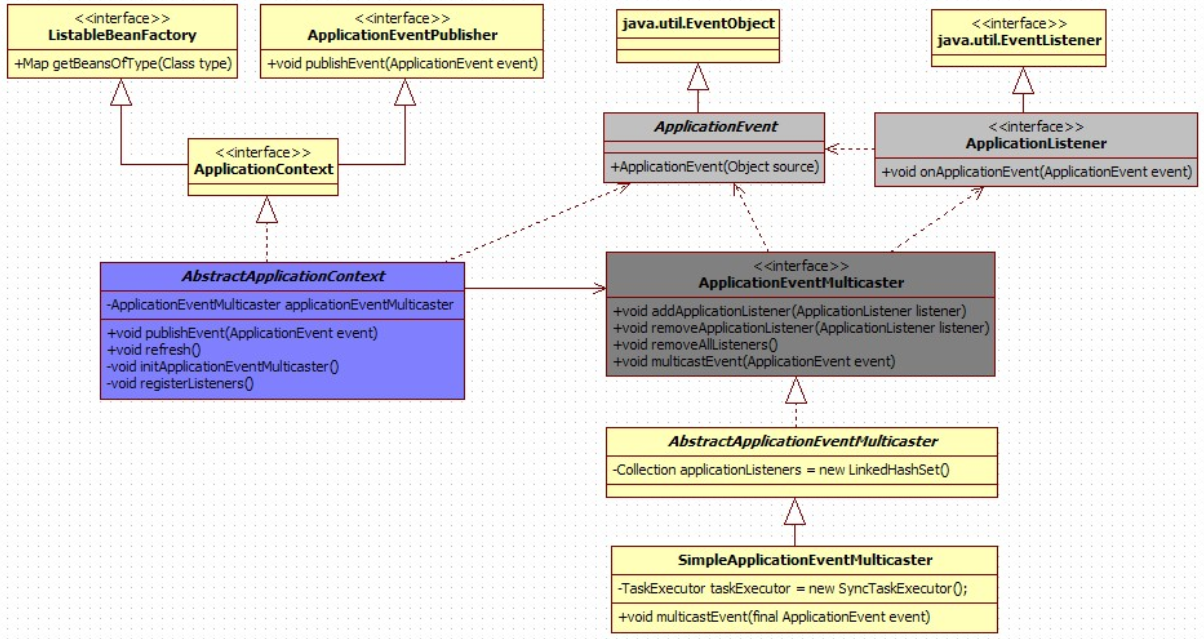 <<interface>>
ListableBeanFactory
+Map getBeansOfType(Class type)
<<interface>>
ApplicationEventPublisher
+void publishEvent(ApplicationEvent event)
java.util.EventObject
<<interface>>
java.util.EventListener
<<interface>>
ApplicationContext
ApplicationEvent
+ApplicationEvent(Object source)
<<interface>>
ApplicationListener
+void onApplicationEvent(ApplicationEvent event)
AbstractApplicationContext
-ApplicationEventMulticaster applicationEventMulticaster
+void publishEvent(ApplicationEvent event)
+void refresh()
-void initApplicationEventMulticaster()
-void registerListeners()
<<interface>>
ApplicationEventMulticaster
+void addApplicationListener(ApplicationListener listener)
+void removeApplicationListener(ApplicationListener listener)
+void removeAllListeners()
+void multicastEvent(ApplicationEvent event)
AbstractApplicationEventMulticaster
-Collection applicationListeners = new LinkedHashSet()
SimpleApplicationEventMulticaster
-TaskExecutor taskExecutor = new SyncTaskExecutor();
+void multicastEvent(final ApplicationEvent event)